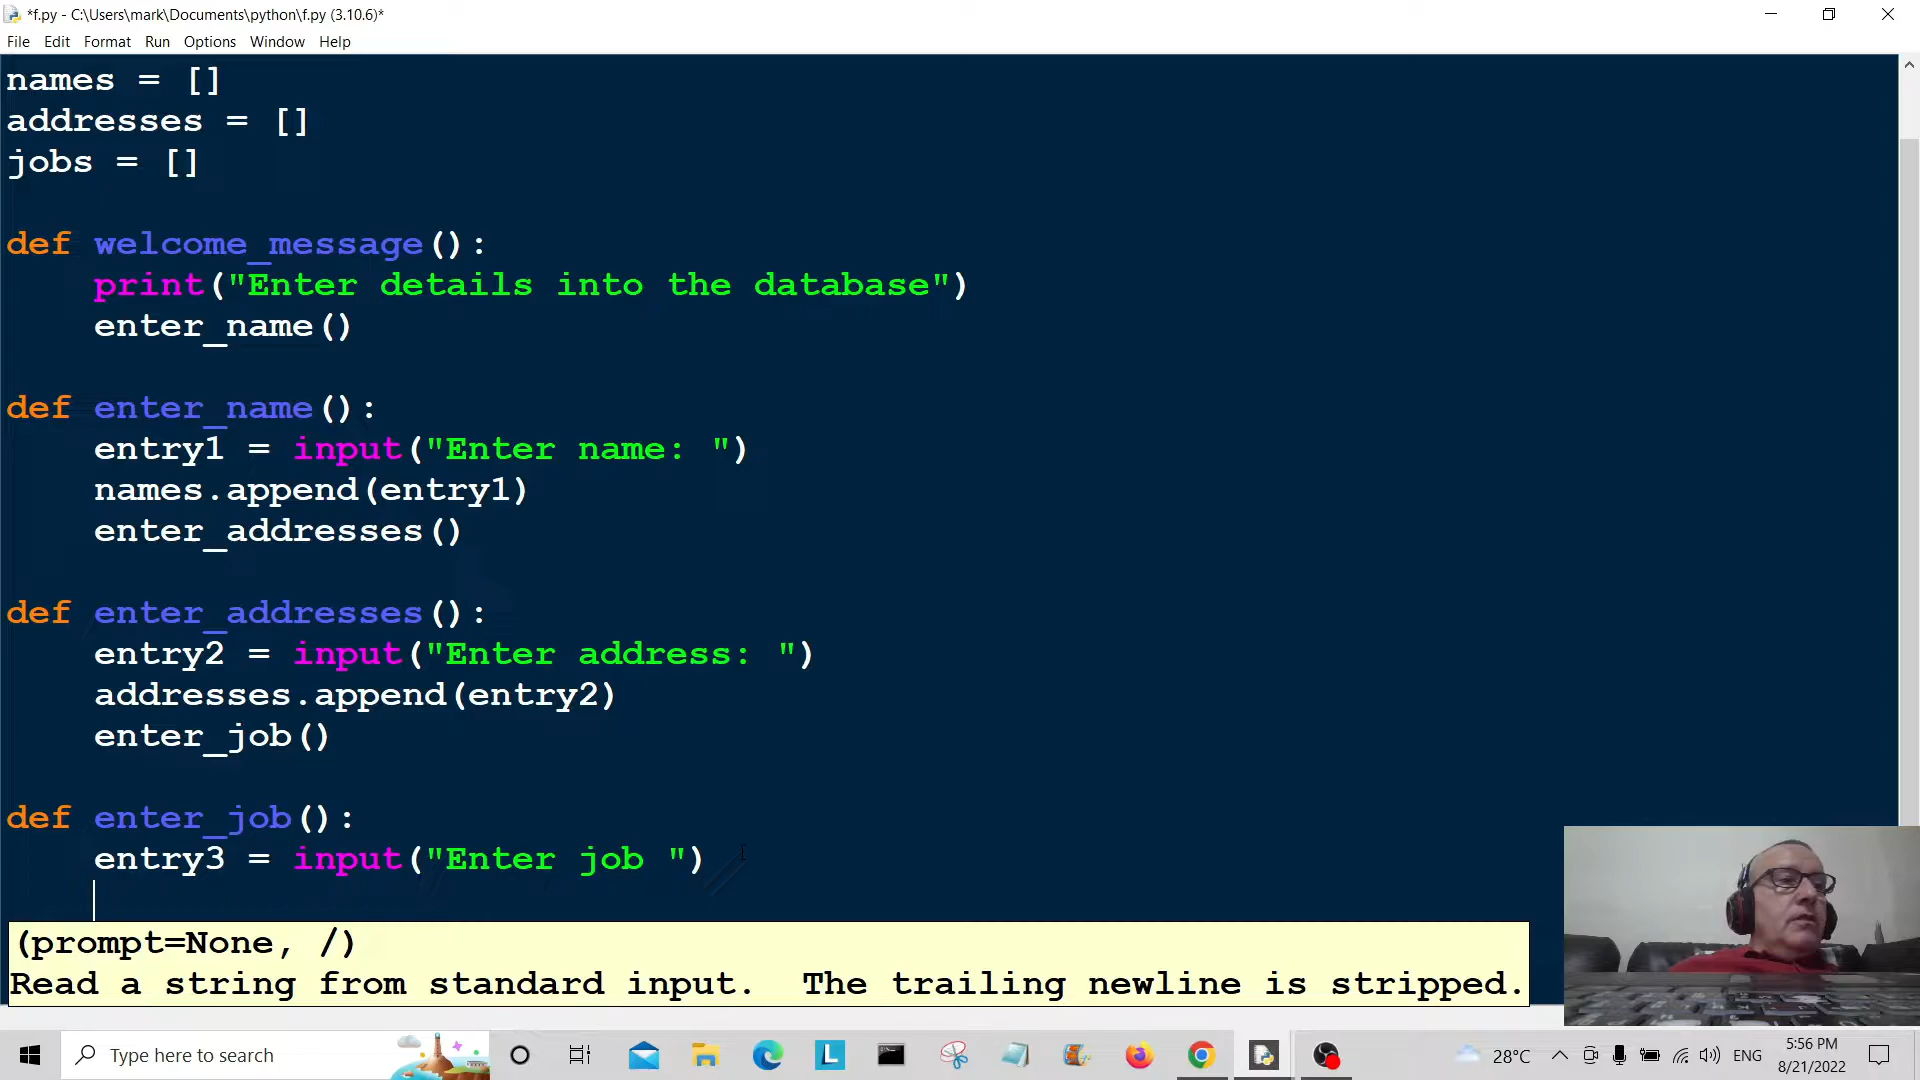 *f.py - C:\Users\mark\Documents\python\f.py (3.10.6)*
File Edit Format Run Options Window Help
names = []
addresses = []
jobs = []
def welcome_message():
    print("Enter details into the database")
    enter_name()
def enter_name():
    entry1 = input("Enter name: ")
    names.append(entry1)
    enter_addresses()
def enter_addresses():
    entry2 = input("Enter address: ")
    addresses.append(entry2)
    enter_job()
def enter_job():
    entry3 = input("Enter job ")
(prompt=None, /)
Read a string from standard input.  The trailing newline is stripped.
Type here to search
L
28°C
ENG
5:56 PM
8/21/2022